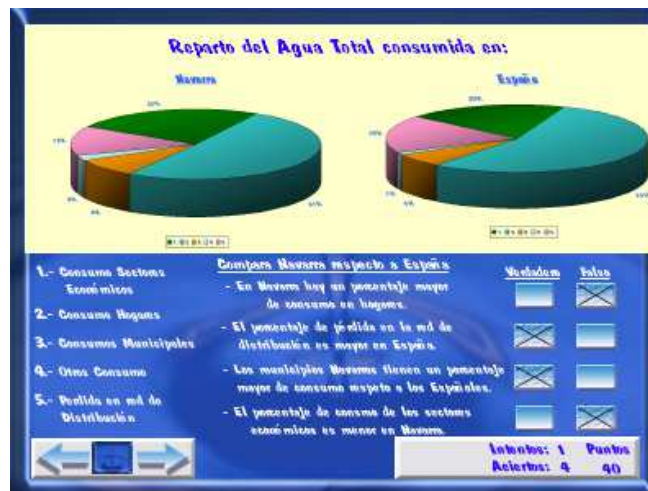 Reparto del Agua Total consumida en:
Navarra España
1.- Consumo Sectores
Económicos
2.- Consumo Hogares
3.- Consumos Municipales
4.- Otros Consumo
5.- Perdida en red de
Distribución
Compara Navarra respecto a España
Verdadero Falso
- En Navarra hay un porcentaje mayor
de consumo en hogares.
- El porcentaje de pérdida en la red de
distribución es mayor en España.
- Los municipios Navarros tienen un porcentaje
mayor de consumo respeto a los Españoles.
- El porcentaje de consumo de los sectores
económicos es menor en Navarra.
Intentos: 1 Puntos
Aciertos: 4 40